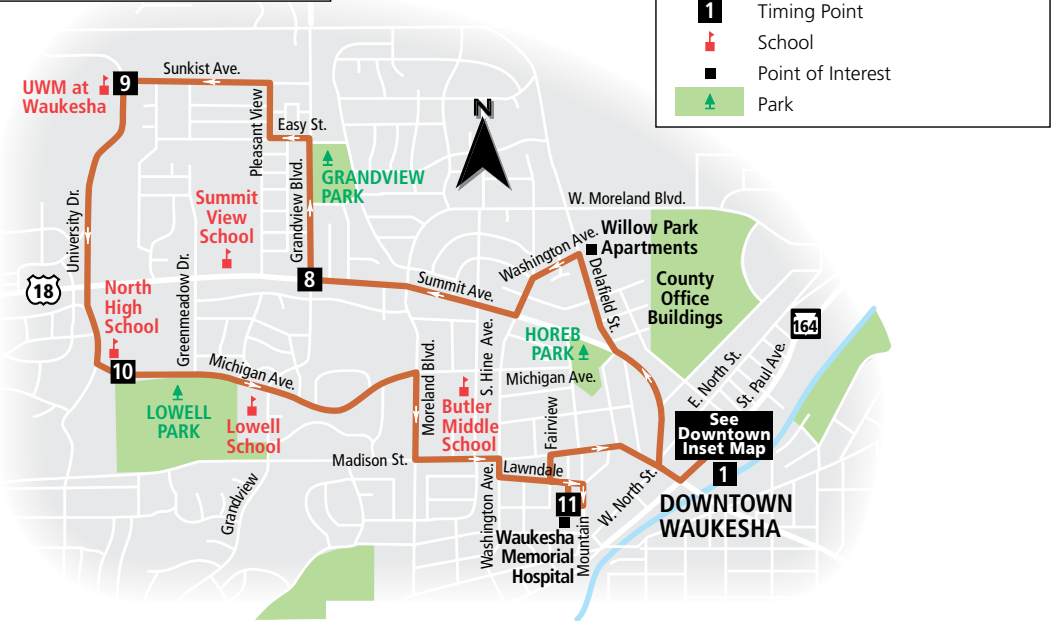 1 Timing Point
School
Point of Interest
Park
9
UWM at
Waukesha
Sunkist Ave.
Pleasant View
Easy St.
N
GRANDVIEW
PARK
Grandview Blvd.
Summit
View
School
University Dr.
W. Moreland Blvd.
Willow Park
Apartments
Washington Ave.
Delafield St.
County
Office
Buildings
8
Summit Ave.
18
North
High
School
Greenmeadow Dr.
164
10
Michigan Ave.
Moreland Blvd.
S. Hine Ave.
HOREB
PARK
Michigan Ave.
E. North St.
St. Paul Ave.
LOWELL
PARK
Lowell
School
Butler
Middle
School
Fairview
See
Downtown
Inset Map
1
DOWNTOWN
WAUKESHA
Madison St.
Lawndale
Grandview
Washington Ave.
11
W. North St.
Waukesha
Memorial
Hospital
Mountain